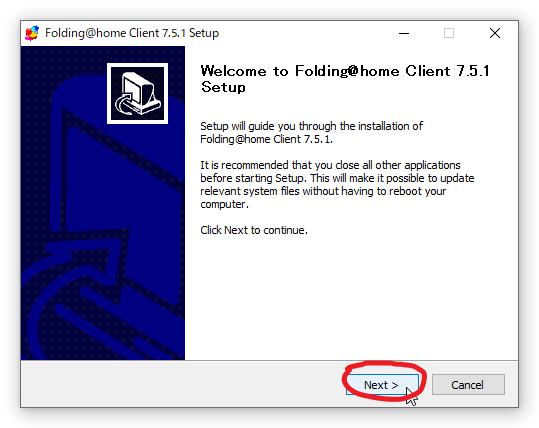 Folding@home Client 7.5.1 Setup
Welcome to Folding@home Client 7.5.1
Setup
Setup will guide you through the installation of
Folding@home Client 7.5.1.
It is recommended that you close all other applications
before starting Setup. This will make it possible to update
relevant system files without having to reboot your
computer.
Click Next to continue.
Next >
Cancel